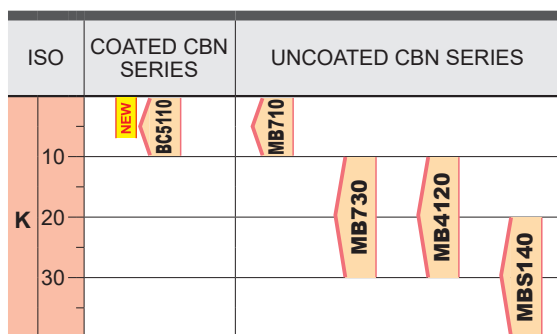 ISO
COATED CBN
SERIES
UNCOATED CBN SERIES
K
10
20
30
NEW
BC5110
MB710
MB730
MB4120
MBS140